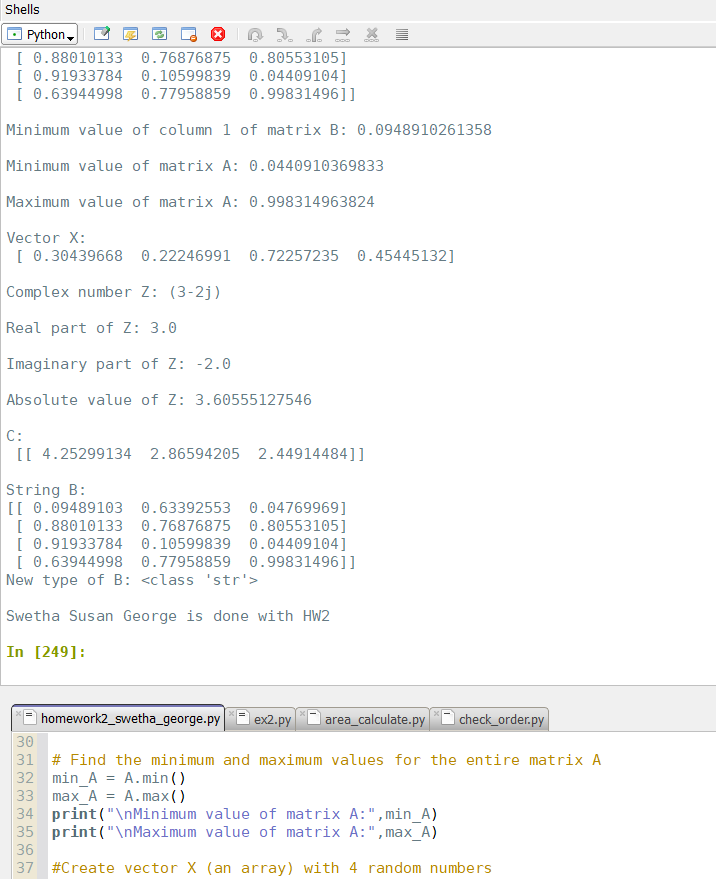 Shells
Python
[ 0.88010133  0.76876875  0.80553105]
[ 0.91933784  0.10599839  0.04409104]
[ 0.63944998  0.77958859  0.99831496]]
Minimum value of column 1 of matrix B: 0.0948910261358
Minimum value of matrix A: 0.0440910369833
Maximum value of matrix A: 0.998314963824
Vector X:
[ 0.30439668  0.22246991  0.72257235  0.45445132]
Complex number Z: (3-2j)
Real part of Z: 3.0
Imaginary part of Z: -2.0
Absolute value of Z: 3.60555127546
C:
[[ 4.25299134  2.86594205  2.44914484]]
String B:
[[ 0.09489103  0.63392553  0.04769969]
[ 0.88010133  0.76876875  0.80553105]
[ 0.91933784  0.10599839  0.04409104]
[ 0.63944998  0.77958859  0.99831496]]
New type of B: <class 'str'>
Swetha Susan George is done with HW2
In [249]:
homework2_swetha_george.py ex2.py area_calculate.py check_order.py
30
31 # Find the minimum and maximum values for the entire matrix A
32 min_A = A.min()
33 max_A = A.max()
34 print("\nMinimum value of matrix A:",min_A)
35 print("\nMaximum value of matrix A:",max_A)
36
37 #Create vector X (an array) with 4 random numbers